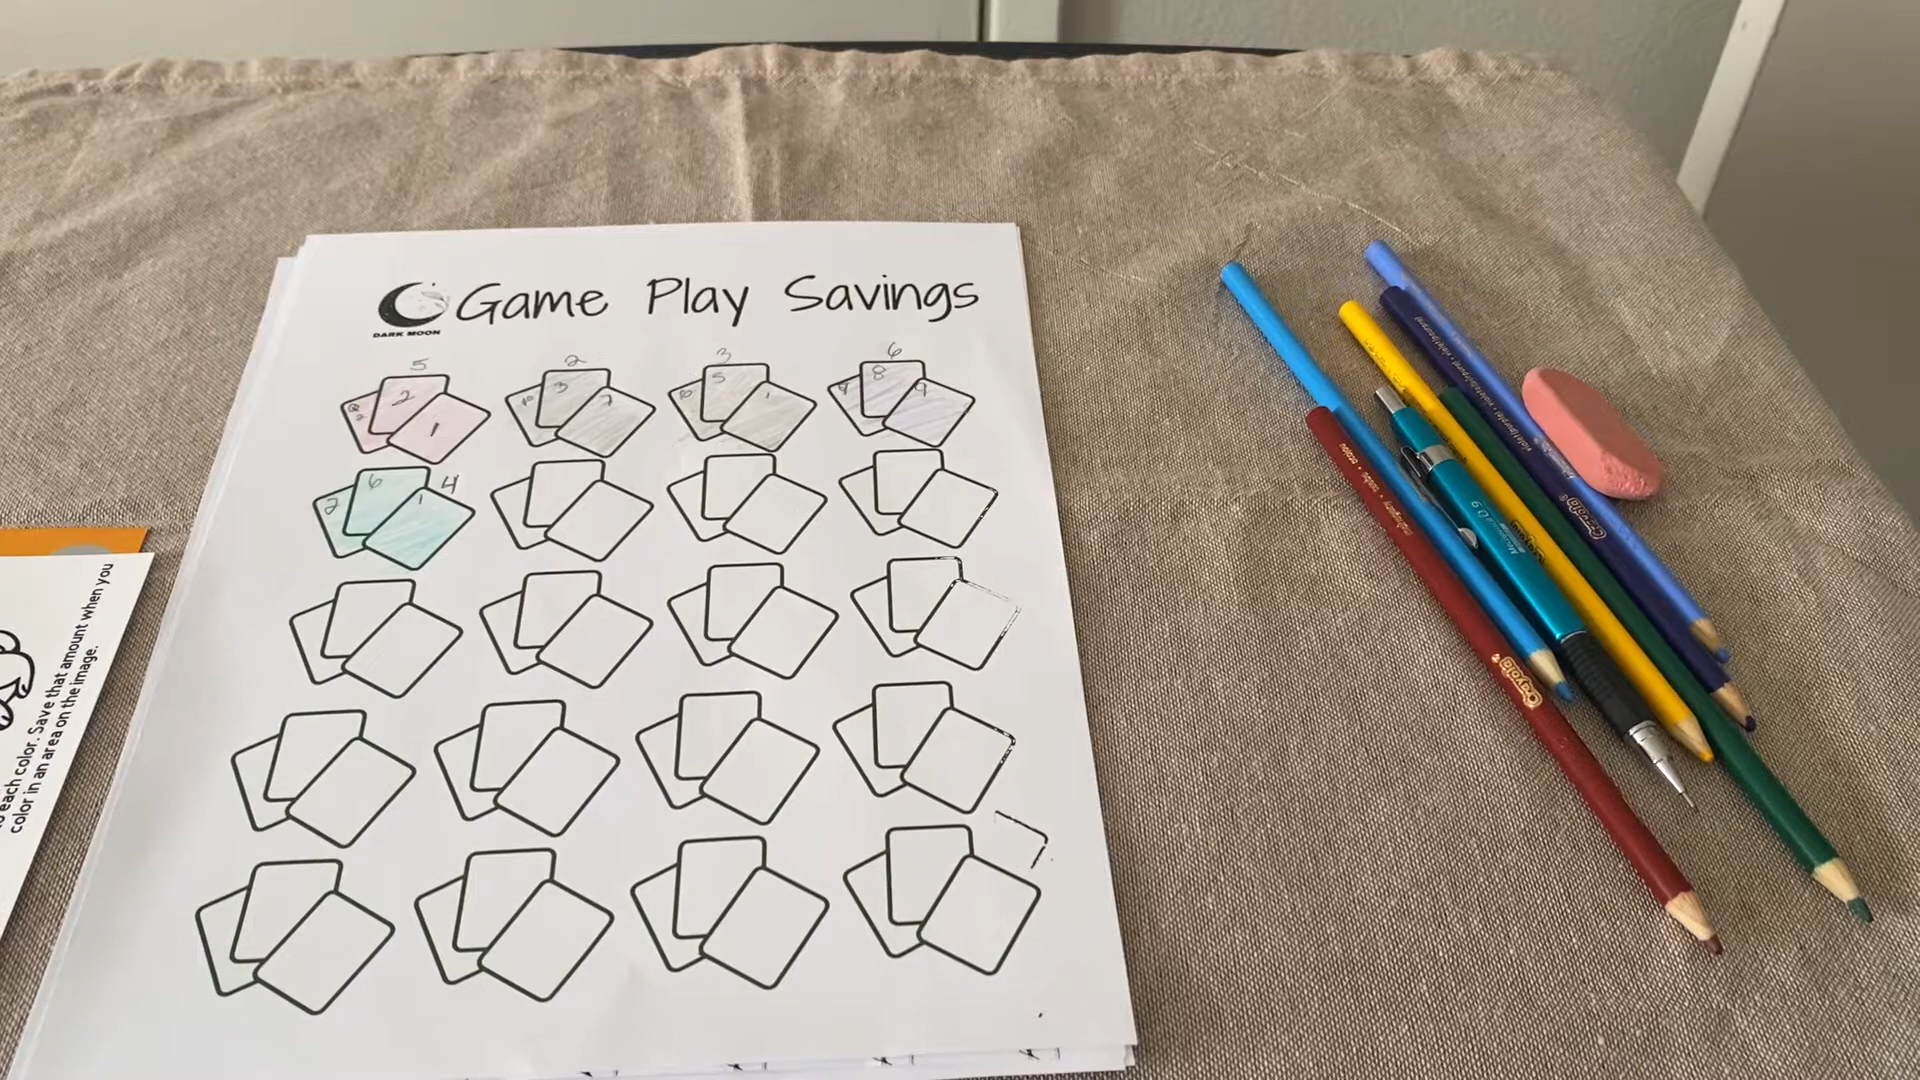 Game Play Savings
DARK MOON
5 2 3 6
2 3 5 8
1 7 1 9
6 4
2 1
each color. Save that amount when you
color in an area on the image.
Crayola
Crayola